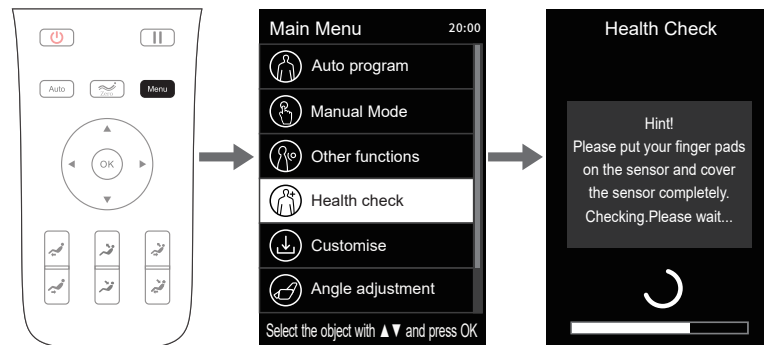 Auto
Zero
Menu
OK
Main Menu 20:00
Auto program
Manual Mode
Other functions
Health check
Customise
Angle adjustment
Select the object with ▲▼ and press OK
Health Check
Hint!
Please put your finger pads
on the sensor and cover
the sensor completely.
Checking.Please wait...